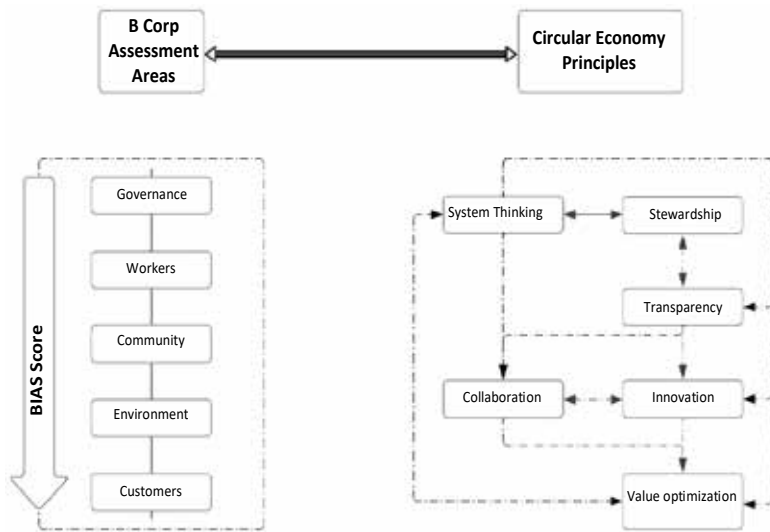 B Corp
Assessment
Areas
Circular Economy
Principles
BIAS Score
Governance
Workers
Community
Environment
Customers
System Thinking
Stewardship
Transparency
Collaboration
Innovation
Value optimization